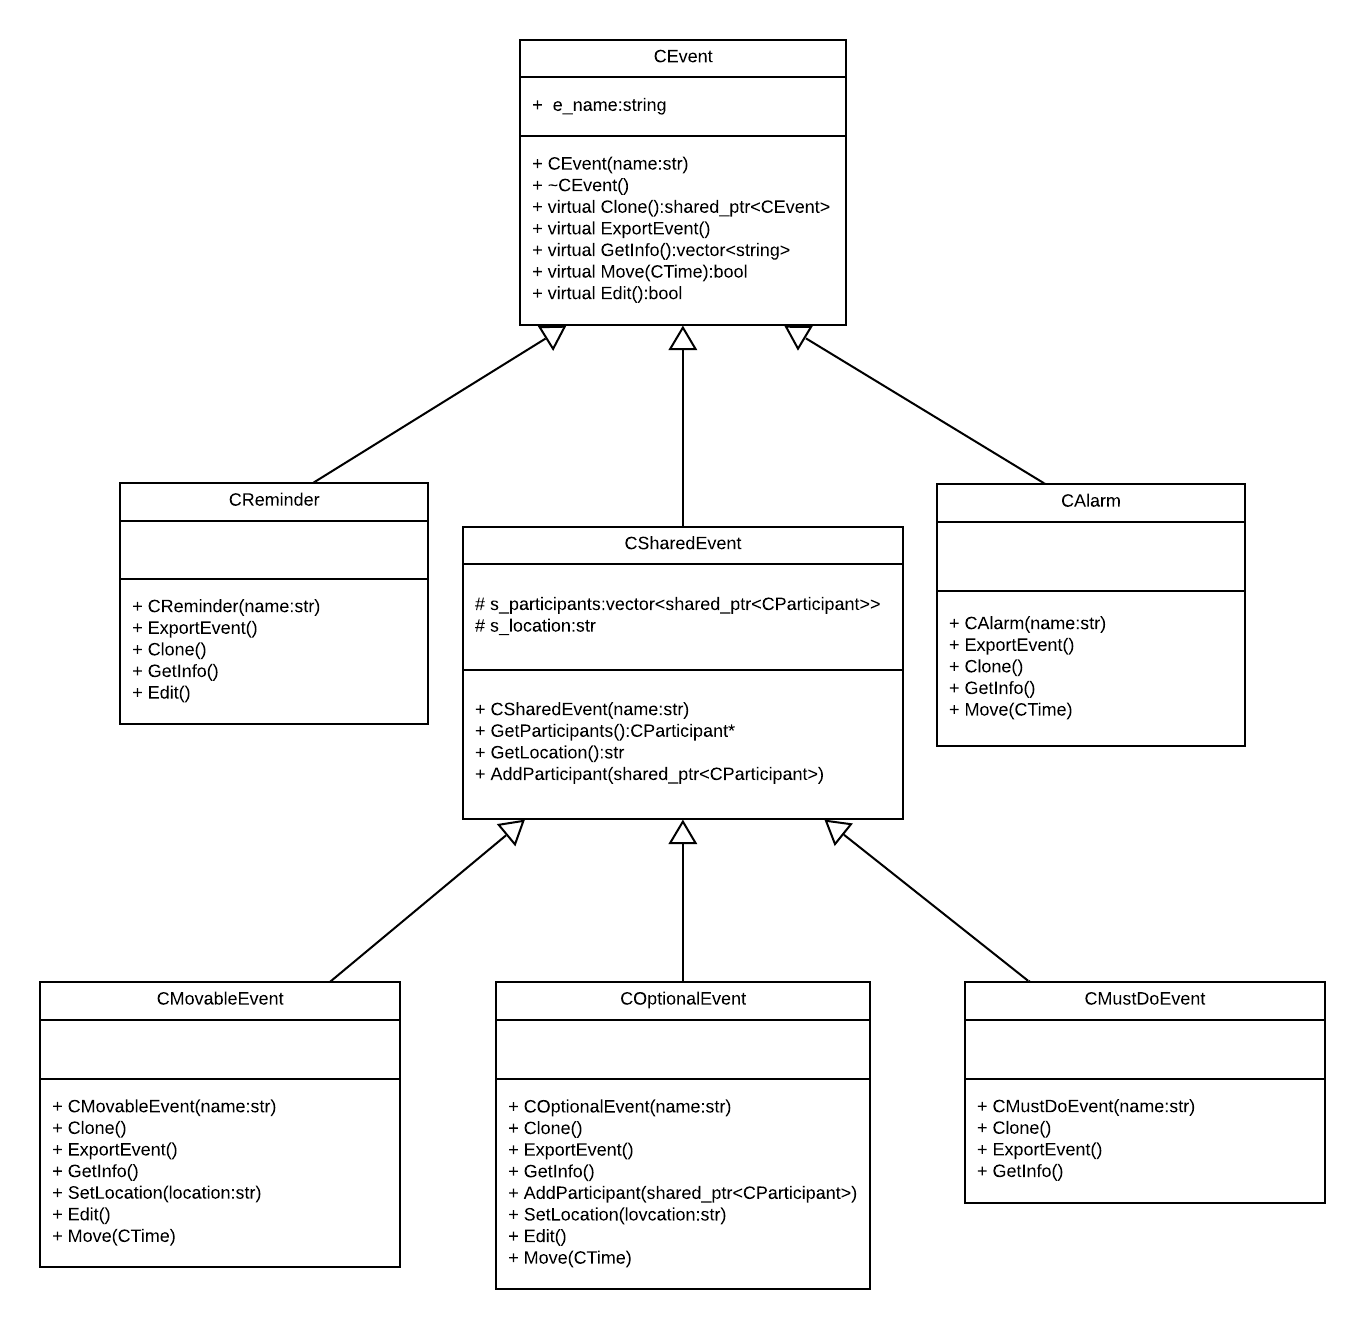 CEvent
+  e_name:string
+ CEvent(name:str)
+ ~CEvent()
+ virtual Clone():shared_ptr<CEvent>
+ virtual ExportEvent()
+ virtual GetInfo():vector<string>
+ virtual Move(CTime):bool
+ virtual Edit():bool
CReminder
+ CReminder(name:str)
+ ExportEvent()
+ Clone()
+ GetInfo()
+ Edit()
CSharedEvent
# s_participants:vector<shared_ptr<CParticipant>>
# s_location:str
+ CSharedEvent(name:str)
+ GetParticipants():CParticipant*
+ GetLocation():str
+ AddParticipant(shared_ptr<CParticipant>)
CAlarm
+ CAlarm(name:str)
+ ExportEvent()
+ Clone()
+ GetInfo()
+ Move(CTime)
CMovableEvent
+ CMovableEvent(name:str)
+ Clone()
+ ExportEvent()
+ GetInfo()
+ SetLocation(location:str)
+ Edit()
+ Move(CTime)
COptionalEvent
+ COptionalEvent(name:str)
+ Clone()
+ ExportEvent()
+ GetInfo()
+ AddParticipant(shared_ptr<CParticipant>)
+ SetLocation(lovcation:str)
+ Edit()
+ Move(CTime)
CMustDoEvent
+ CMustDoEvent(name:str)
+ Clone()
+ ExportEvent()
+ GetInfo()